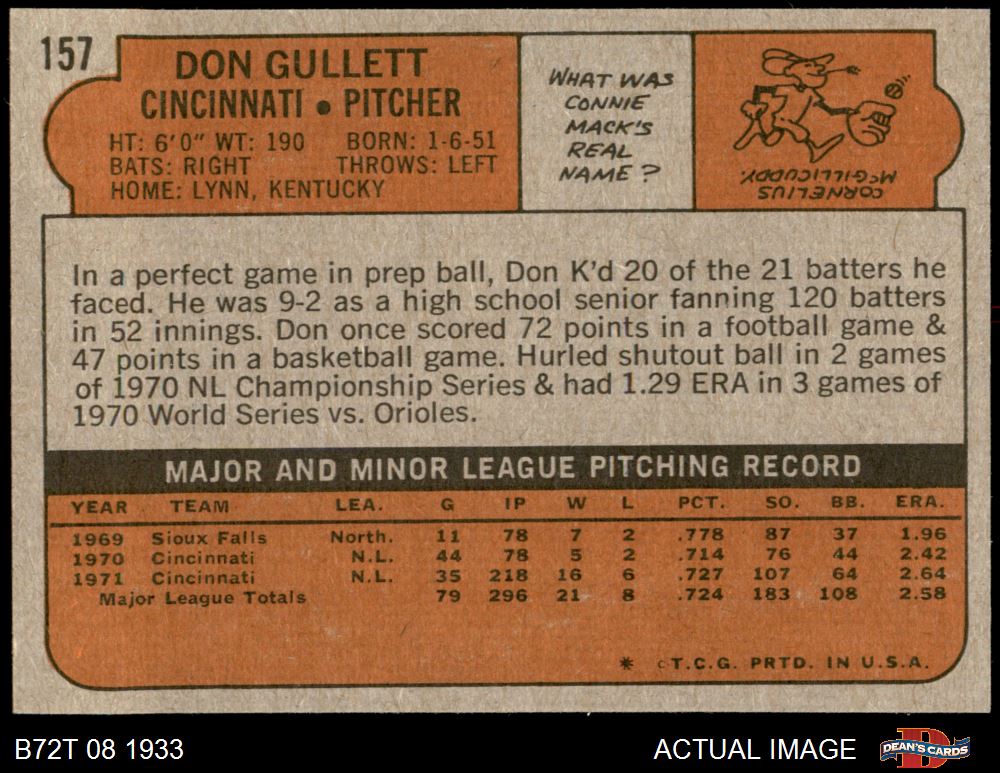 157
DON GULLETT
CINCINNATI • PITCHER
HT: 6'0" WT: 190 BORN: 1-6-51
BATS: RIGHT THROWS: LEFT
HOME: LYNN, KENTUCKY
WHAT WAS
CONNIE
MACK'S
REAL
NAME?
CORNELIUS
McGILLICUDDY.
In a perfect game in prep ball, Don K'd 20 of the 21 batters he
faced. He was 9-2 as a high school senior fanning 120 batters
in 52 innings. Don once scored 72 points in a football game &
47 points in a basketball game. Hurled shutout ball in 2 games
of 1970 NL Championship Series & had 1.29 ERA in 3 games of
1970 World Series vs. Orioles.
MAJOR AND MINOR LEAGUE PITCHING RECORD
YEAR TEAM LEA. G IP W L PCT. SO. BB. ERA.
1969 Sioux Falls North. 11 78 7 2 .778 87 37 1.96
1970 Cincinnati N.L. 44 78 5 2 .714 76 44 2.42
1971 Cincinnati N.L. 35 218 16 6 .727 107 64 2.64
Major League Totals 79 296 21 8 .724 183 108 2.58
* ©T.C.G. PRTD. IN U.S.A.
B72T 08 1933
ACTUAL IMAGE
DEAN'S CARDS